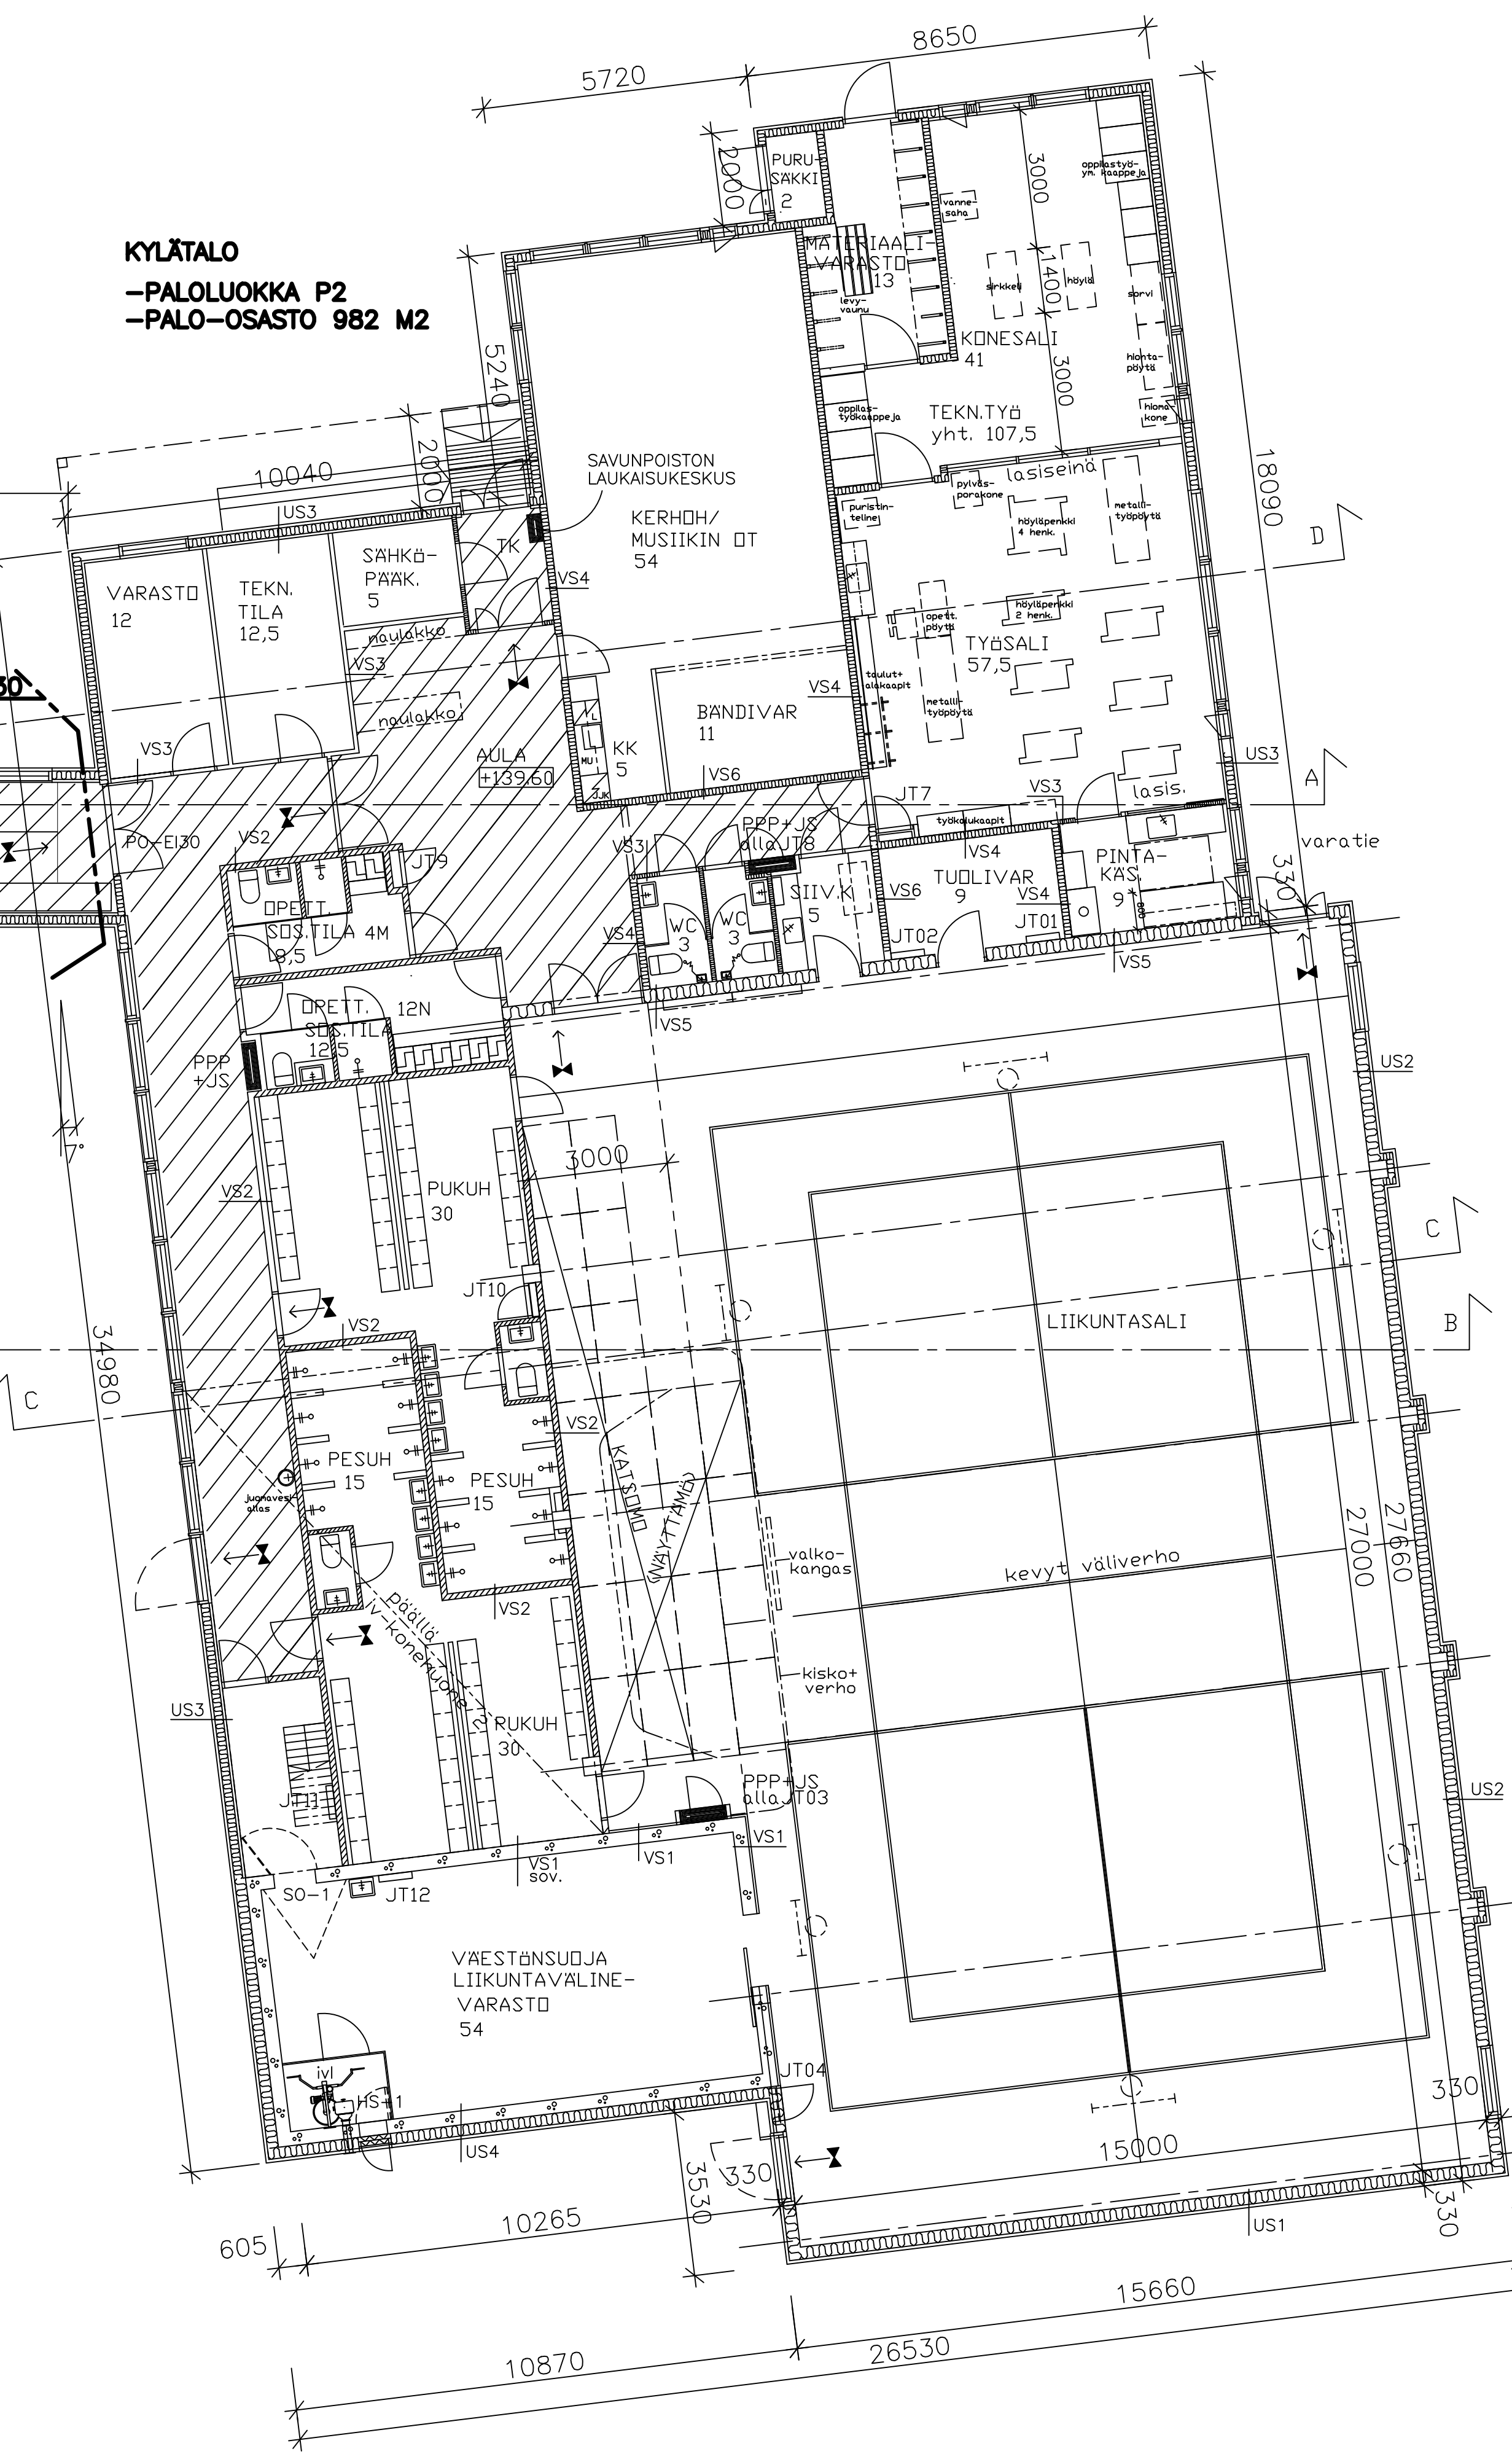 8650
5720
2000
PURU-
SÄKKI
2
3000
oppilastyö-
ym. kaappeja
vanne-
saha
KYLÄTALO
-PALOLUOKKA P2
-PALO-OSASTO 982 M2
MATERIAALI-
VARASTO
13
levy-
vaunu
sirkkeli
1400
höylä
sorvi
KONESALI
41
hionta-
pöytä
5240
3000
oppilas-
työkaappeja
TEKN.TYÖ
yht. 107,5
hioma-
kone
10040
2000
SAVUNPOISTON
LAUKAISUKESKUS
lasiseinä
18090
US3
KERHOH/
MUSIIKIN OT
54
puristin-
teline
pylväs-
porakone
höyläpenkki
4 henk.
metalli-
työpöytä
D
TK
SÄHKÖ-
PÄÄK.
5
VARASTO
12
TEKN.
TILA
12,5
VS4
naulakko
VS3
opett.
pöytä
höyläpenkki
2 henk.
TYÖSALI
57,5
30
VS4
taulut+
alakaapit
metalli-
työpöytä
naulakko
BÄNDIVAR
11
L
MU
JJK
KK
5
AULA
+139.60
VS3
VS6
US3
A
JT7
VS3
lasis.
työkalukaapit
PO-EI30
VS2
JT9
VS3
PPP+JS
allaJT8
VS4
varatie
TUOLIVAR
9
PINTA-
KÄS.
9
800
330
VS6
VS4
SIIV.K
5
OPETT.
SOS.TILA 4M
8,5
WC
3
WC
3
VS4
JT02
JT01
VS5
OPETT. 12N
SOS.TILA
12,5
VS5
PPP
+JS
US2
7°
3000
VS2
PUKUH
30
C
JT10
LIIKUNTASALI
B
VS2
34980
C
VS2
PESUH
15
PESUH
15
KATSOMO
(NÄYTTÄMÖ)
juomavesi-
allas
27000
27660
valko-
kangas
kevyt väliverho
VS2
päällä
v-konehuone 2
kisko+
verho
US3
PUKUH
30
PPP+JS
allaJT03
US2
JT11
VS1
VS1
VS1
sov.
SO-1
JT12
VÄESTÖNSUOJA
LIIKUNTAVÄLINE-
VARASTO
54
ivl
HS+1
JT04
330
US4
3530
330
15000
10265
605
330
US1
15660
10870
26530